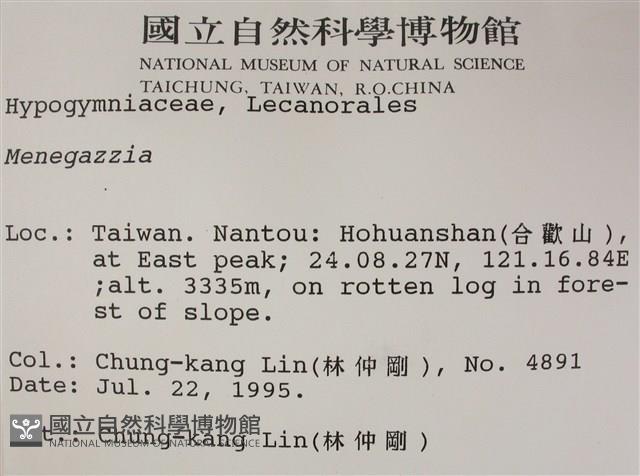 國立自然科學博物館
NATIONAL MUSEUM OF NATURAL SCIENCE
TAICHUNG, TAIWAN, R.O.CHINA
Hypogymniaceae, Lecanorales
Menegazzia
Loc.: Taiwan. Nantou: Hohuanshan(合歡山),
at East peak; 24.08.27N, 121.16.84E
;alt. 3335m, on rotten log in fore-
st of slope.
Col.: Chung-kang Lin(林仲剛), No. 4891
Date: Jul. 22, 1995.
國立自然科學博物館
NATIONAL MUSEUM OF NATURAL SCIENCE
t.: Chung-kang Lin(林仲剛)